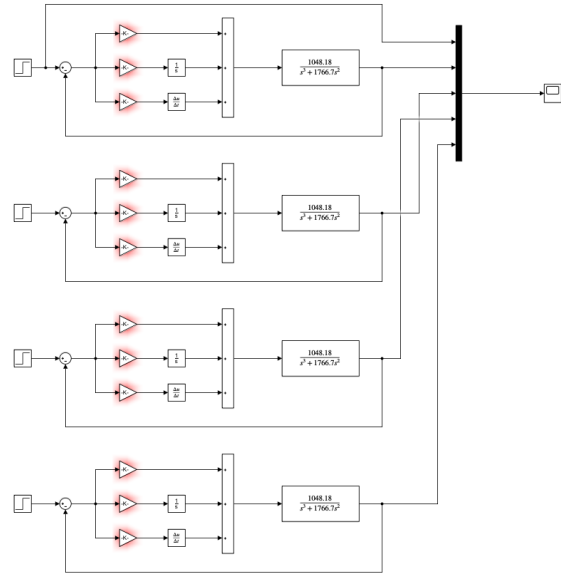 -K-
-K-
1
s
-K-
Δu
Δt
+
+
+
1048.18
s³ + 1766.7s²
-K-
-K-
1
s
-K-
Δu
Δt
+
+
+
1048.18
s³ + 1766.7s²
-K-
-K-
1
s
-K-
Δu
Δt
+
+
+
1048.18
s³ + 1766.7s²
-K-
-K-
1
s
-K-
Δu
Δt
+
+
+
1048.18
s³ + 1766.7s²